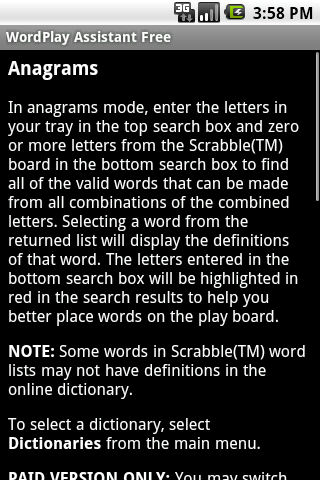 3G 3:58 PM
WordPlay Assistant Free
Anagrams
In anagrams mode, enter the letters in
your tray in the top search box and zero
or more letters from the Scrabble(TM)
board in the bottom search box to find
all of the valid words that can be made
from all combinations of the combined
letters. Selecting a word from the
returned list will display the definitions
of that word. The letters entered in the
bottom search box will be highlighted in
red in the search results to help you
better place words on the play board.
NOTE: Some words in Scrabble(TM) word
lists may not have definitions in the
online dictionary.
To select a dictionary, select
Dictionaries from the main menu.
PAID VERSION ONLY: You may switch